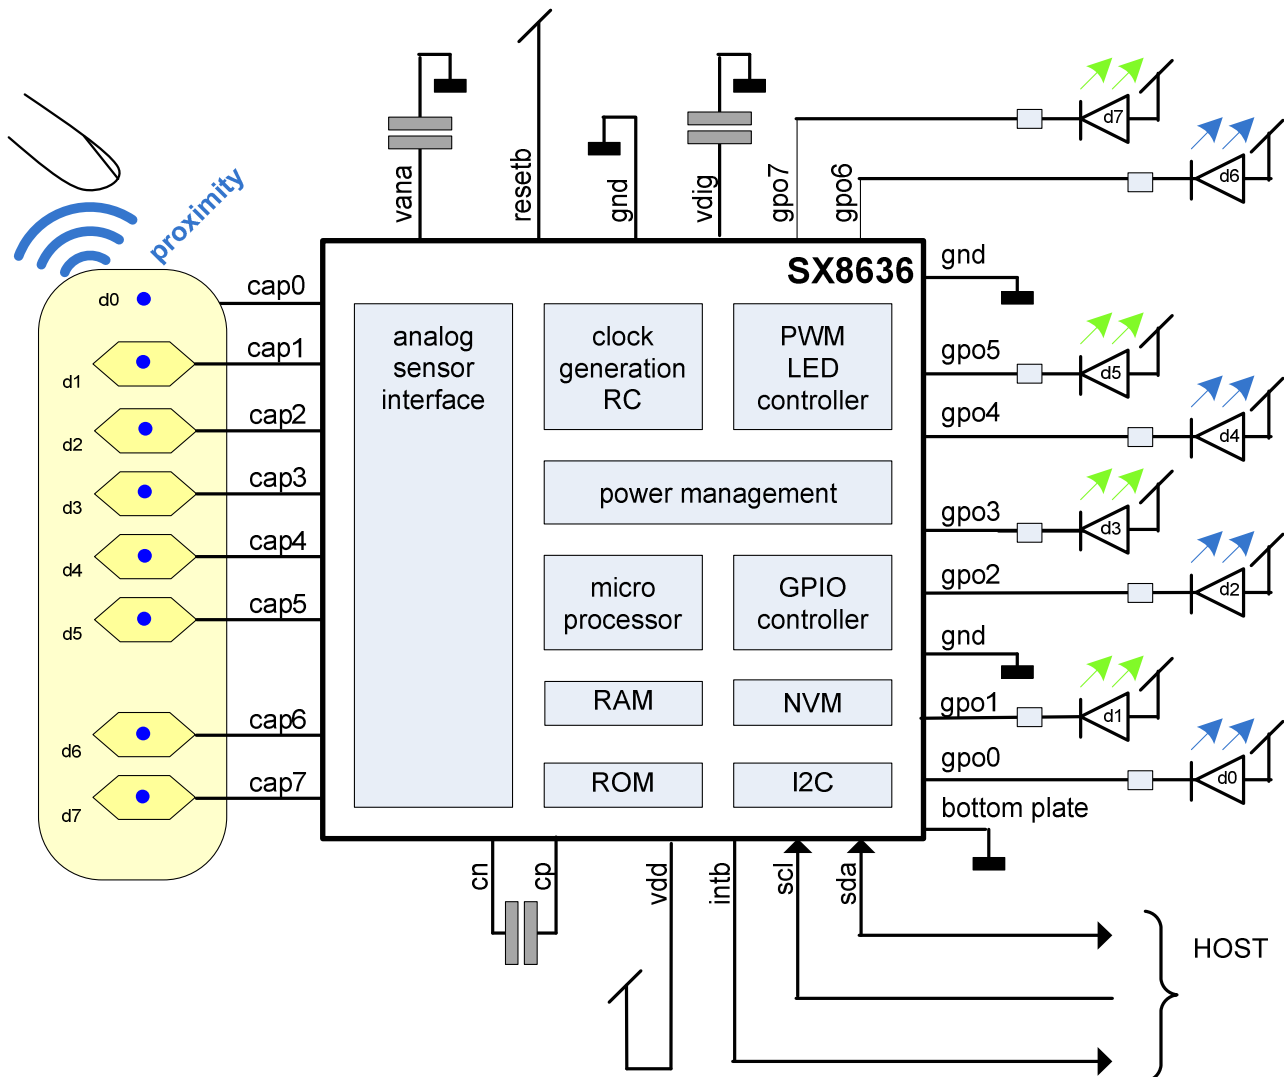 resetb
vana
gnd
vdig
gpo7
gpo6
d7
d6
proximity
SX8636
gnd
d0
cap0
d1
cap1
d2
cap2
d3
cap3
d4
cap4
d5
cap5
d6
cap6
d7
cap7
analog
sensor
interface
clock
generation
RC
PWM
LED
controller
power management
micro
processor
GPIO
controller
RAM
NVM
ROM
I2C
gpo5
d5
gpo4
d4
gpo3
d3
gpo2
d2
gnd
gpo1
d1
gpo0
d0
bottom plate
cn
cp
vdd
intb
scl
sda
HOST